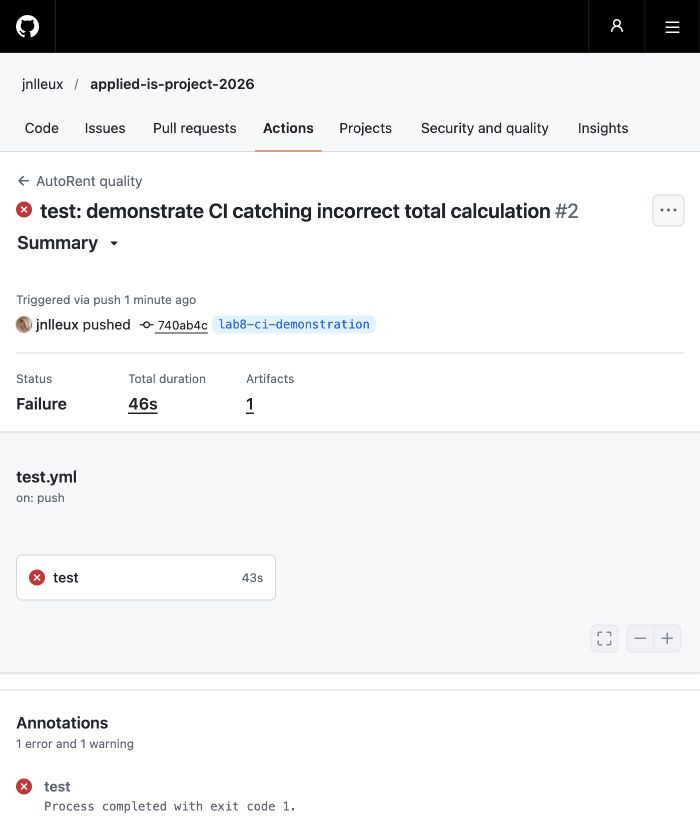 jnlleux / applied-is-project-2026
Code Issues Pull requests Actions Projects Security and quality Insights
← AutoRent quality
test: demonstrate CI catching incorrect total calculation #2
Summary
Triggered via push 1 minute ago
jnlleux pushed 740ab4c lab8-ci-demonstration
Status Total duration Artifacts
Failure 46s 1
test.yml
on: push
test 43s
Annotations
1 error and 1 warning
test
Process completed with exit code 1.